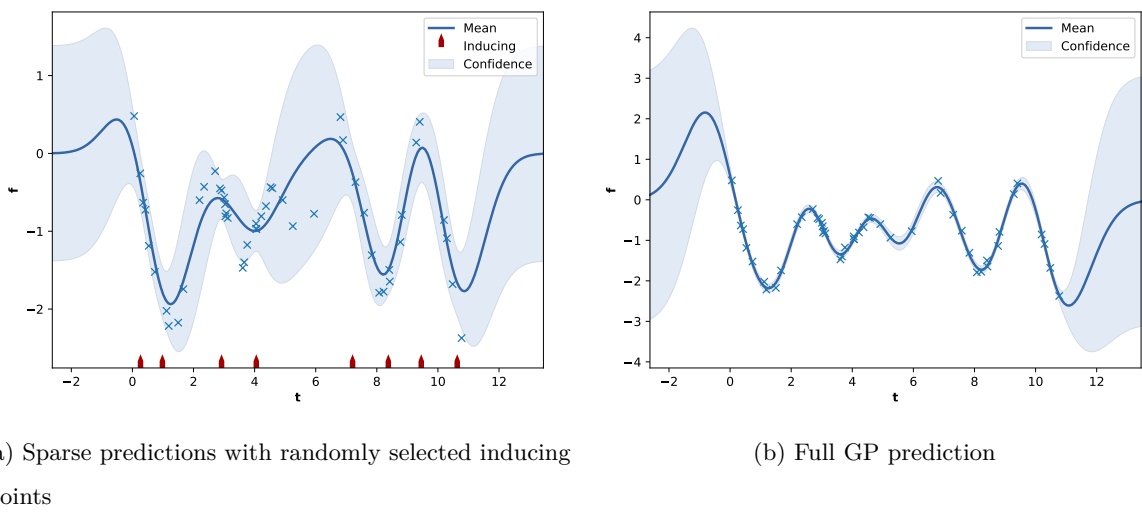 Mean
Inducing
Confidence
1
0
−1
−2
f
−2 0 2 4 6 8 10 12
t
Mean
Confidence
4
3
2
1
0
−1
−2
−3
−4
f
−2 0 2 4 6 8 10 12
t
) Sparse predictions with randomly selected inducing
oints
(b) Full GP prediction